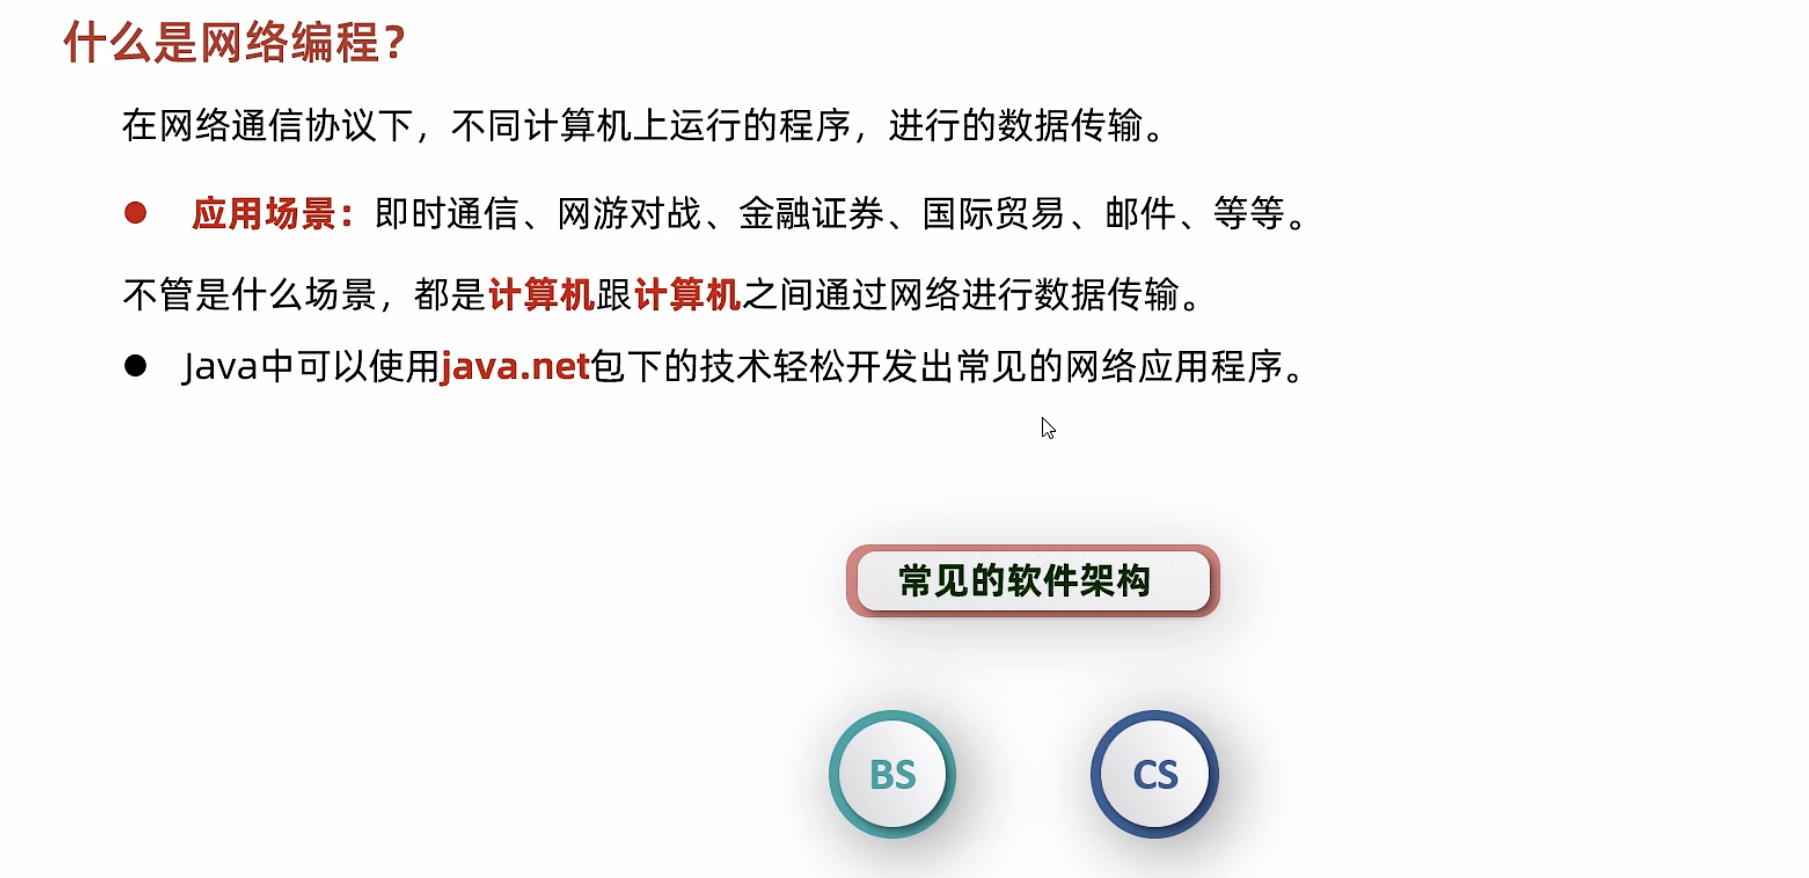 什么是网络编程?
在网络通信协议下，不同计算机上运行的程序，进行的数据传输。
● 应用场景：即时通信、网游对战、金融证券、国际贸易、邮件、等等。
不管是什么场景，都是计算机跟计算机之间通过网络进行数据传输。
● Java中可以使用java.net包下的技术轻松开发出常见的网络应用程序。
常见的软件架构
BS
CS